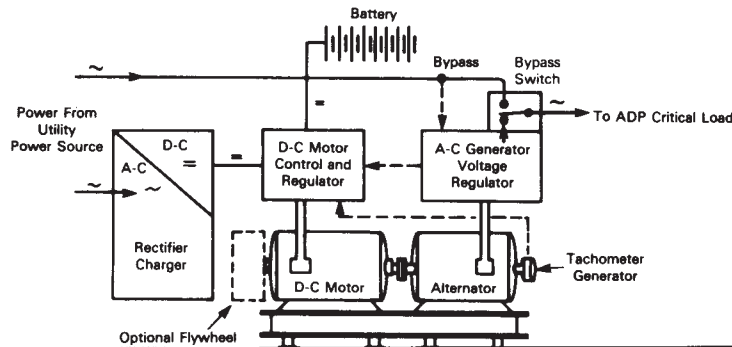 Battery
Bypass
Bypass
Switch
~
~
Power From
Utility
Power Source
To ADP Critical Load
D-C
=
A-C
~
~
=
=
D-C Motor
Control and
Regulator
A-C Generator
Voltage
Regulator
Rectifier
Charger
D-C Motor
Alternator
Tachometer
Generator
Optional Flywheel